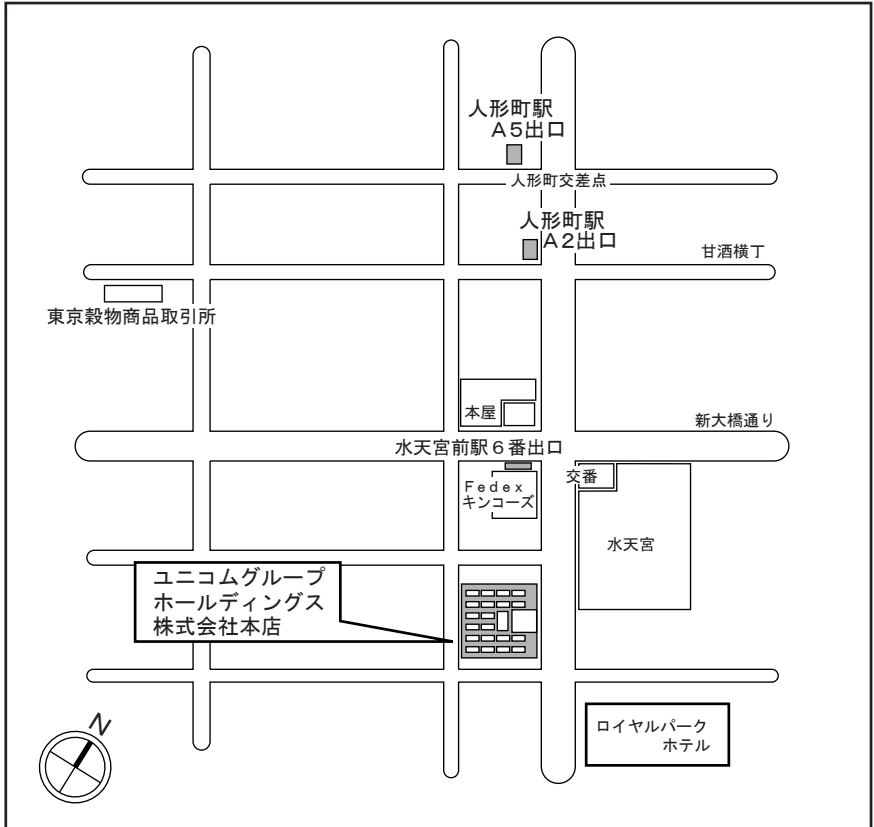 人形町駅
A5出口
人形町交差点
人形町駅
A2出口
甘酒横丁
東京穀物商品取引所
本屋
新大橋通り
水天宮前駅6番出口
Fedex
キンコーズ
交番
水天宮
ユニコムグループ
ホールディングス
株式会社本店
ロイヤルパーク
ホテル
N